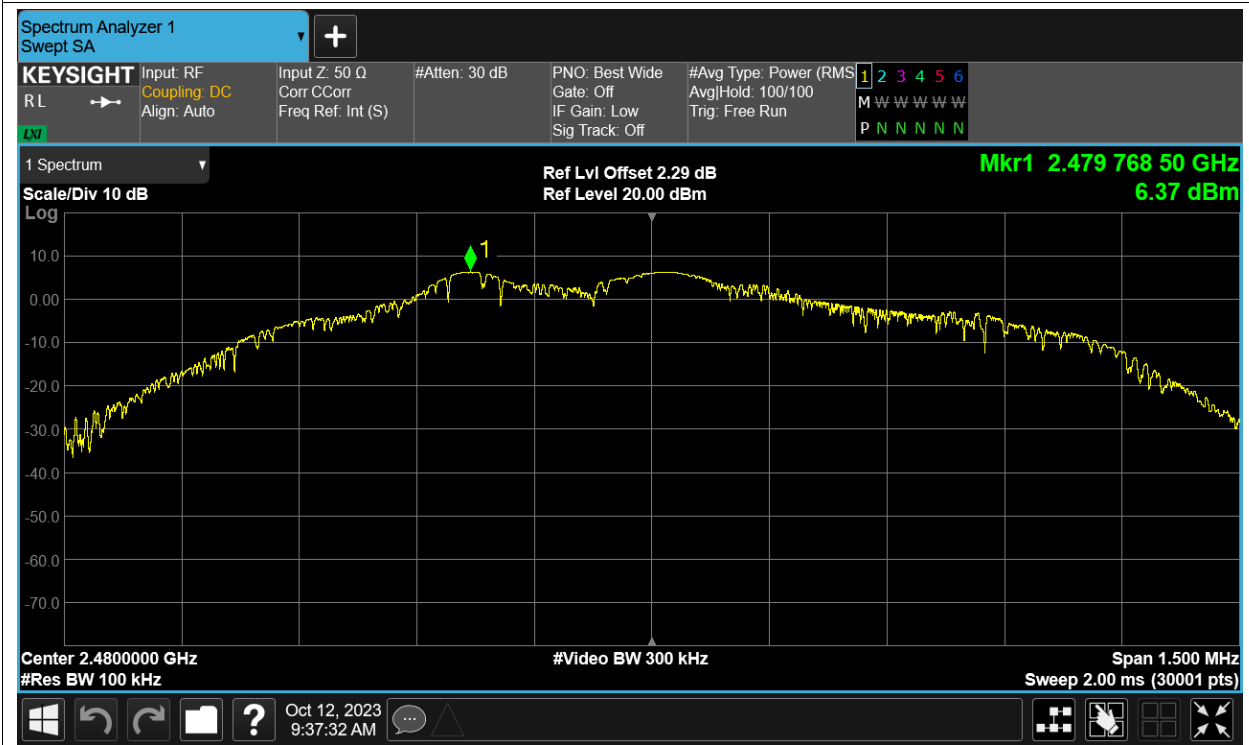 Spectrum Analyzer 1
Swept SA
KEYSIGHT
R L
LXI
Input: RF
Coupling: DC
Align: Auto
Input Z: 50 Ω
Corr CCorr
Freq Ref: Int (S)
#Atten: 30 dB
PNO: Best Wide
Gate: Off
IF Gain: Low
Sig Track: Off
#Avg Type: Power (RMS
Avg|Hold: 100/100
Trig: Free Run
1 2 3 4 5 6
M W W W W W
P N N N N N
1 Spectrum
Scale/Div 10 dB
Log
Ref Lvl Offset 2.29 dB
Ref Level 20.00 dBm
Mkr1 2.479 768 50 GHz
6.37 dBm
1
10.0
0.00
-10.0
-20.0
-30.0
-40.0
-50.0
-60.0
-70.0
Center 2.4800000 GHz
#Res BW 100 kHz
#Video BW 300 kHz
Span 1.500 MHz
Sweep 2.00 ms (30001 pts)
?
Oct 12, 2023
9:37:32 AM